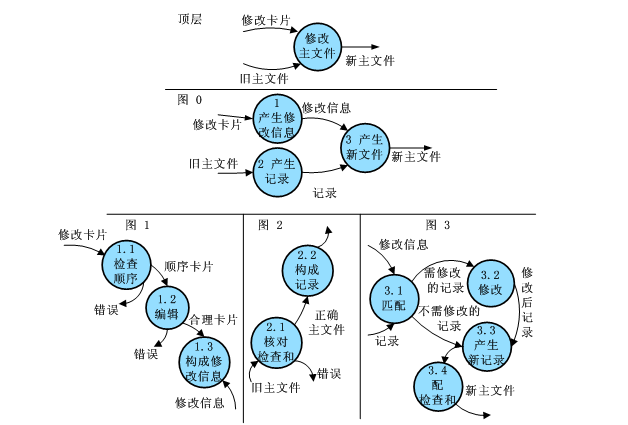 顶层
修改卡片
修改
主文件
旧主文件
新主文件
图 0
修改卡片
1
产生修
改信息
修改信息
旧主文件
2 产生
记录
记录
3 产生
新文件
新主文件
图 1
修改卡片
1.1
检查
顺序
顺序卡片
错误
1.2
编辑
合理卡片
错误
1.3
构成修
改信息
修改信息
图 2
2.2
构成
记录
正确
主文件
2.1
核对
检查和
旧主文件
错误
图 3
修改信息
3.1
匹配
记录
需修改
的记录
3.2
修改
修改后记录
不需修改的
记录
3.3
产生
新记录
3.4
配
检查和
新主文件